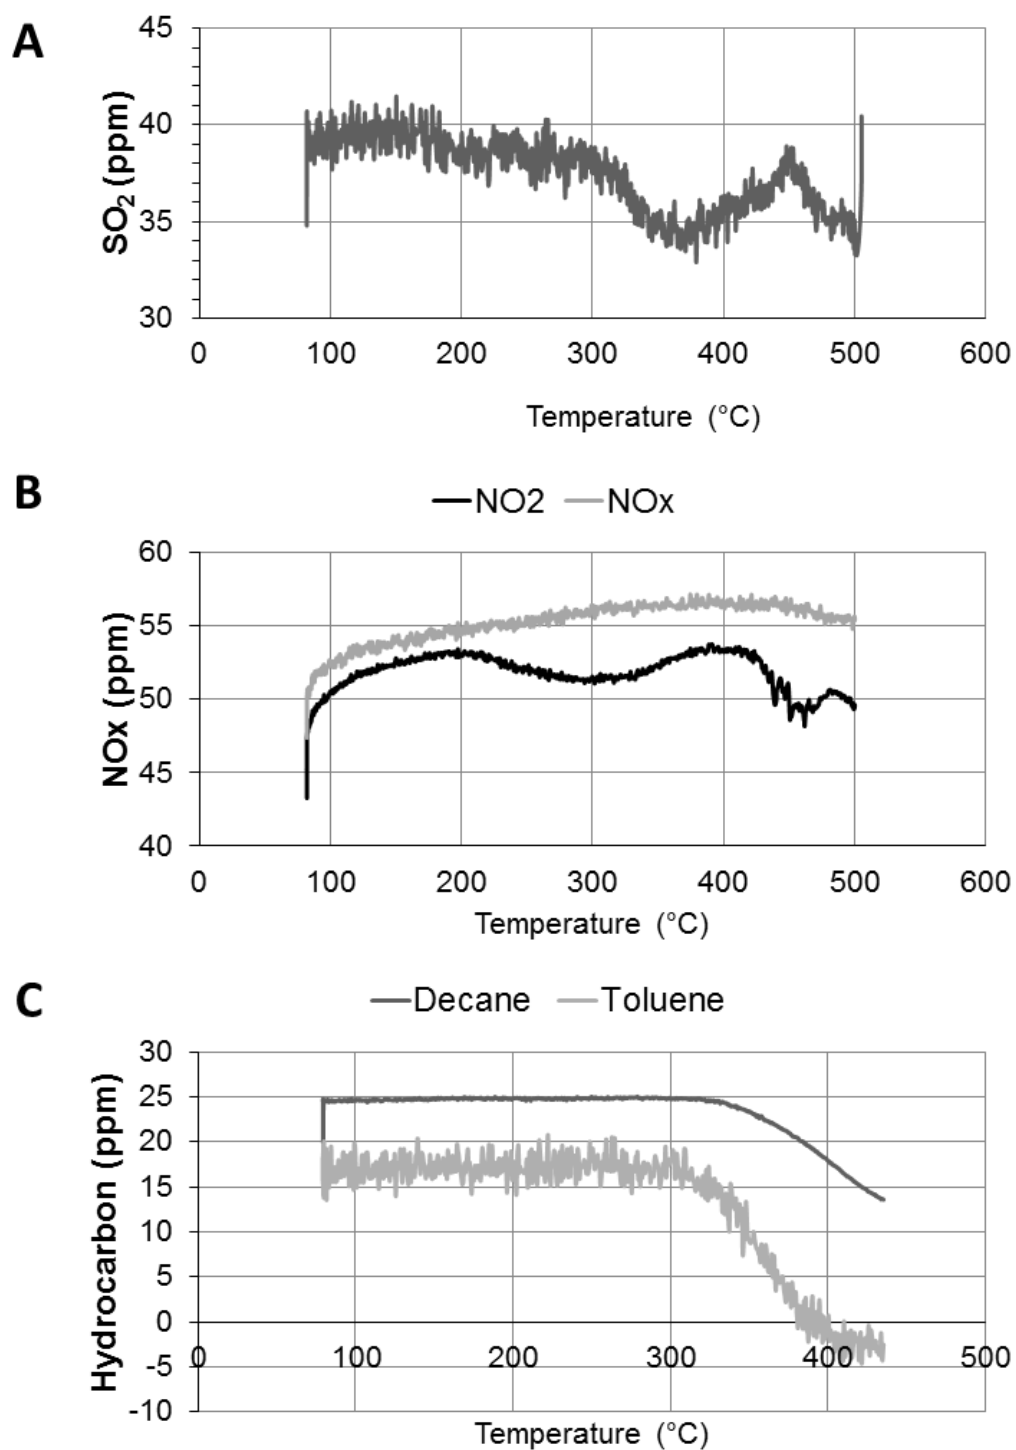 A
SO2 (ppm)
45
40
35
30
0 100 200 300 400 500 600
Temperature (°C)
B
NO2 NOx
NOx (ppm)
60
55
50
45
40
0 100 200 300 400 500 600
Temperature (°C)
C
Decane Toluene
Hydrocarbon (ppm)
30
25
20
15
10
5
0
-5
-10
0 100 200 300 400 500
Temperature (°C)